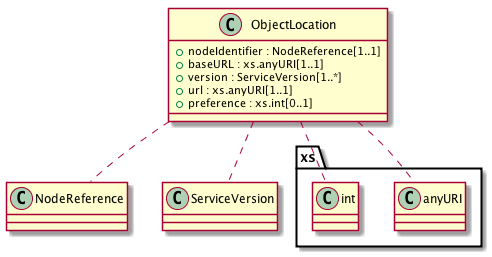 C ObjectLocation
nodeIdentifier : NodeReference[1..1]
baseURL : xs.anyURI[1..1]
version : ServiceVersion[1..*]
url : xs.anyURI[1..1]
preference : xs.int[0..1]
xs
C NodeReference
C ServiceVersion
C int
C anyURI